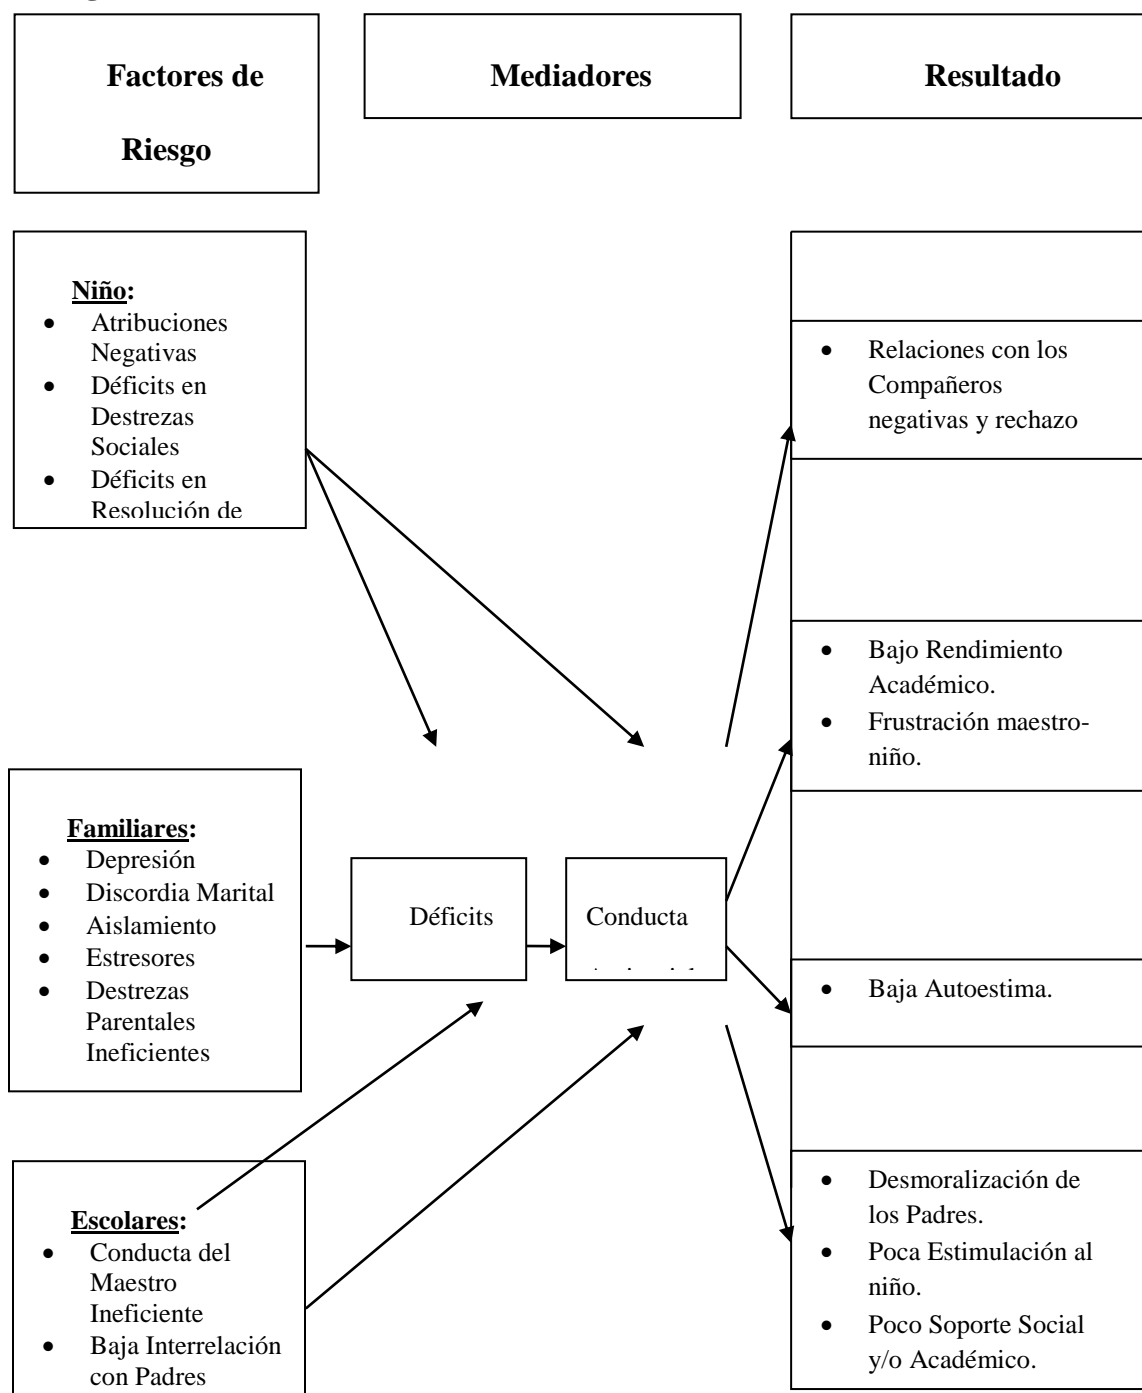 Factores de
Riesgo
Mediadores
Resultado
Niño:
• Atribuciones
Negativas
• Déficits en
Destrezas
Sociales
• Déficits en
Resolución de
Familiares:
• Depresión
• Discordia Marital
• Aislamiento
• Estresores
• Destrezas
Parentales
Ineficientes
Escolares:
• Conducta del
Maestro
Ineficiente
• Baja Interrelación
con Padres
Déficits
Conducta
• Relaciones con los
Compañeros
negativas y rechazo
• Bajo Rendimiento
Académico.
• Frustración maestro-
niño.
• Baja Autoestima.
• Desmoralización de
los Padres.
• Poca Estimulación al
niño.
• Poco Soporte Social
y/o Académico.